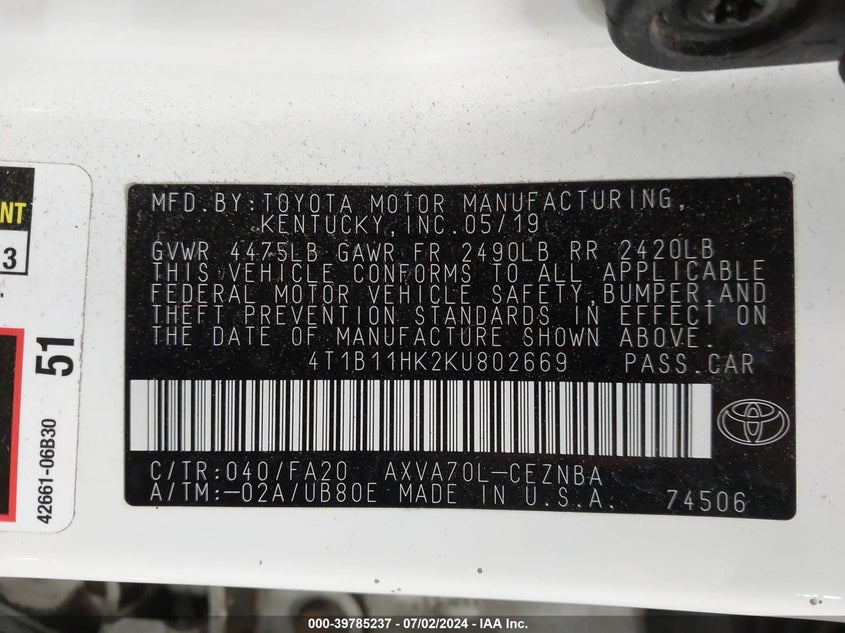 MFD.BY:TOYOTA MOTOR MANUFACTURING,
KENTUCKY,INC.05/19
GVWR 4475LB GAWR FR 2490LB RR 2420LB
THIS VEHICLE CONFORMS TO ALL APPLICABLE
FEDERAL MOTOR VEHICLE SAFETY,BUMPER,AND
THEFT PREVENTION STANDARDS IN EFFECT ON
THE DATE OF MANUFACTURE SHOWN ABOVE.
4T1B11HK2KU802669 PASS.CAR
C/TR:040/FA20 AXVA70L-CEZNBA
A/TM:-02A/UB80E MADE IN U.S.A. 74506
3
51
42661-06B30
000-39785237 - 07/02/2024 - IAA Inc.